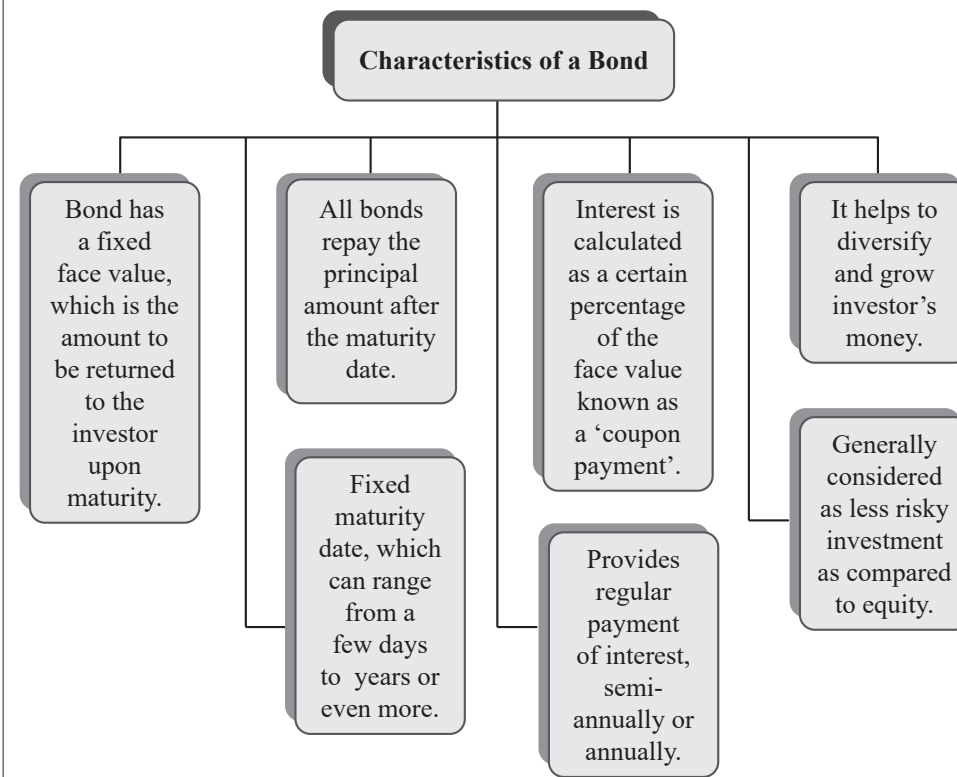 Characteristics of a Bond
Bond has
a fixed
face value,
which is the
amount to
be returned
to the
investor
upon
maturity.
All bonds
repay the
principal
amount after
the maturity
date.
Interest is
calculated
as a certain
percentage
of the
face value
known as
a ‘coupon
payment’.
It helps to
diversify
and grow
investor’s
money.
Fixed
maturity
date, which
can range
from a
few days
to years or
even more.
Provides
regular
payment
of interest,
semi-
annually or
annually.
Generally
considered
as less risky
investment
as compared
to equity.